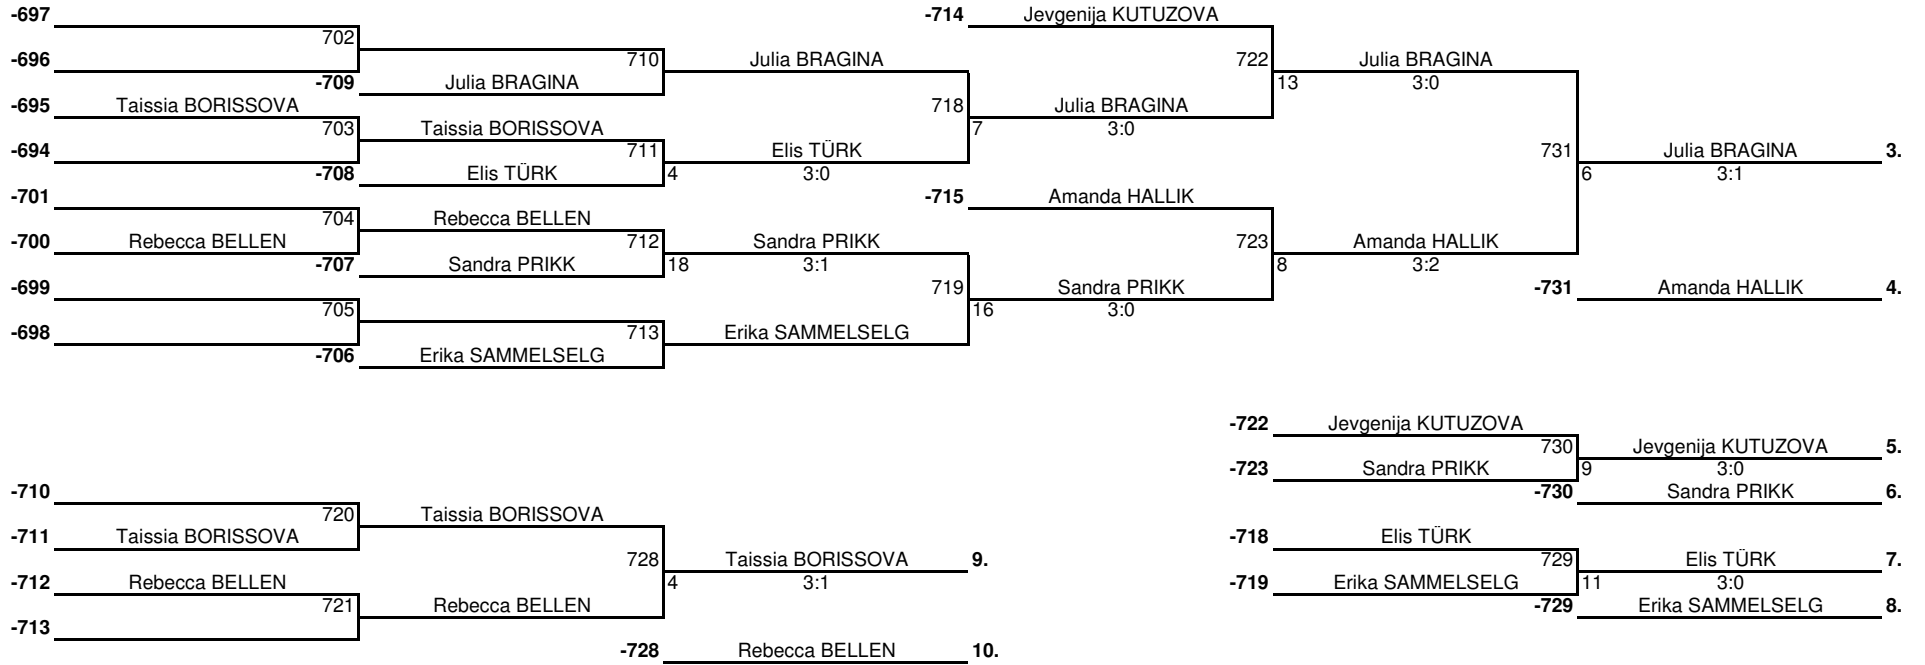 -697 -714 Jevgenija KUTUZOVA
702
-696 710 Julia BRAGINA 722 Julia BRAGINA
-709 Julia BRAGINA 13 3:0
-695 Taissia BORISSOVA 718 Julia BRAGINA
703 Taissia BORISSOVA 7 3:0
-694 711 Elis TÜRK 731 Julia BRAGINA 3.
-708 Elis TÜRK 4 3:0 6 3:1
-701 -715 Amanda HALLIK
704 Rebecca BELLEN
-700 Rebecca BELLEN 712 Sandra PRIKK 723 Amanda HALLIK
-707 Sandra PRIKK 18 3:1 8 3:2
-699 719 Sandra PRIKK -731 Amanda HALLIK 4.
705 16 3:0
-698 713 Erika SAMMELSELG
-706 Erika SAMMELSELG
-722 Jevgenija KUTUZOVA
730 Jevgenija KUTUZOVA 5.
-723 Sandra PRIKK 9 3:0
-710 -730 Sandra PRIKK 6.
720 Taissia BORISSOVA
-711 Taissia BORISSOVA -718 Elis TÜRK
728 Taissia BORISSOVA 9. 729 Elis TÜRK 7.
-712 Rebecca BELLEN 4 3:1 -719 Erika SAMMELSELG 11 3:0
721 Rebecca BELLEN -729 Erika SAMMELSELG 8.
-713
-728 Rebecca BELLEN 10.